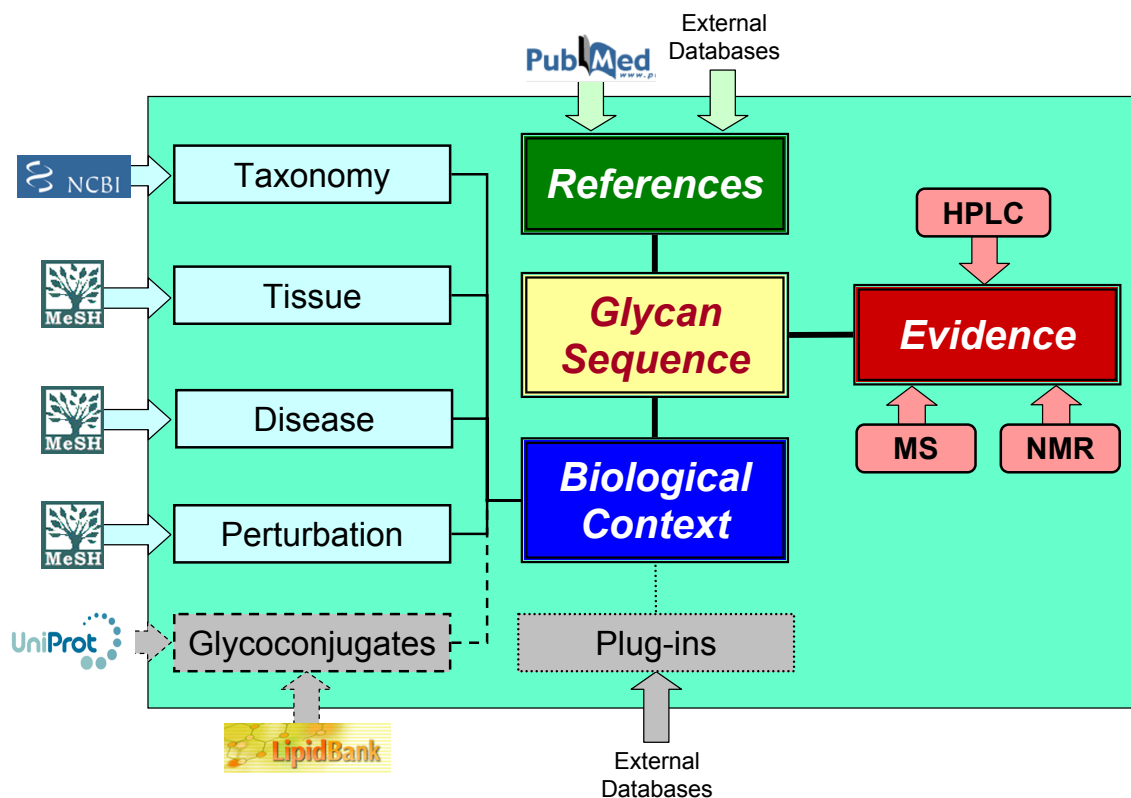 External
Databases
PubMed
www.p
NCBI
Taxonomy
References
HPLC
MeSH
Tissue
Glycan
Sequence
Evidence
MeSH
Disease
MS
NMR
Biological
Context
MeSH
Perturbation
UniProt
Glycoconjugates
Plug-ins
LipidBank
External
Databases